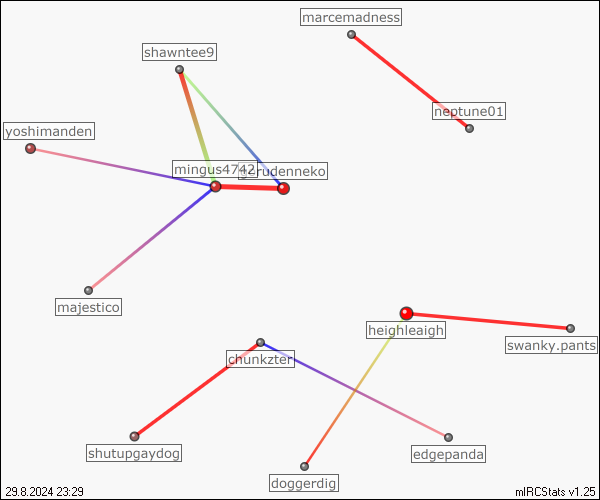 marcemadness
shawntee9
neptune01
yoshimanden
mingus4742
rudenneko
majestico
heighleaigh
swanky.pants
chunkzter
shutupgaydog
edgepanda
doggerdig
29.8.2024 23:29
mIRCStats v1.25